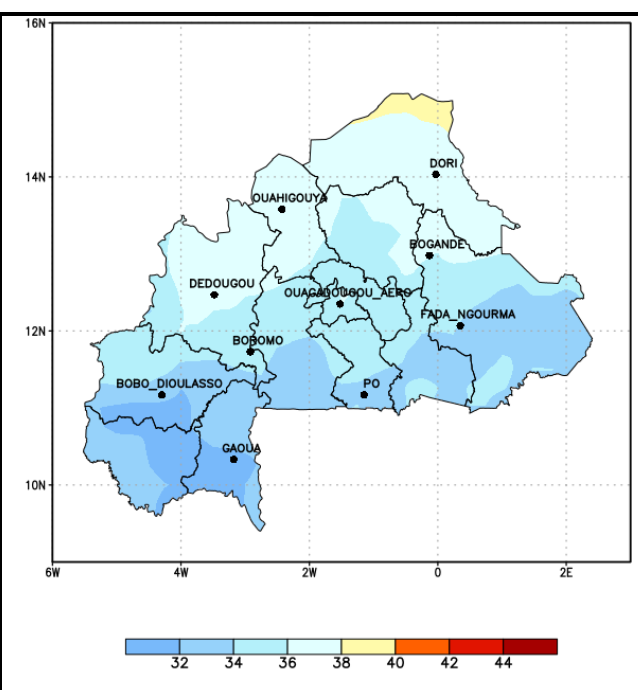 16N
DORI
14N
OUAHIGOUYA
BOGANDE
DEDOUGOU
OUAGADOUGOU_AERO
FADA_NGOURMA
12N
BOROMO
BOBO_DIOULASSO
PO
GAOUA
10N
6W 4W 2W 0 2E
32 34 36 38 40 42 44